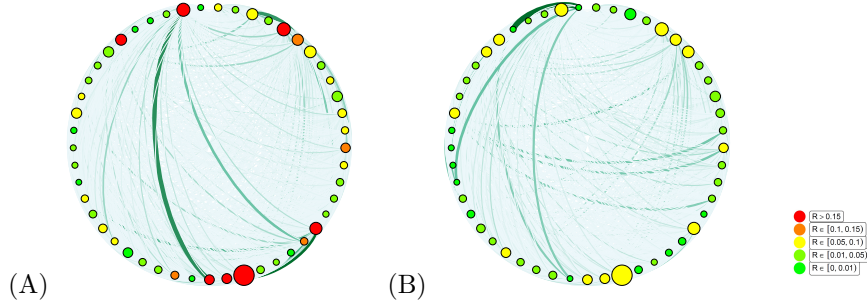 R > 0.15
R ∈ [0.1, 0.15)
R ∈ [0.05, 0.1)
R ∈ [0.01, 0.05)
R ∈ [0, 0.01)
(A)
(B)